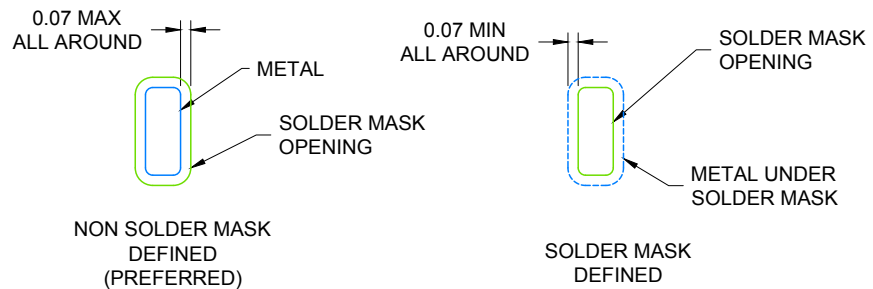 0.07 MAX
ALL AROUND
METAL
SOLDER MASK
OPENING
NON SOLDER MASK
DEFINED
(PREFERRED)
0.07 MIN
ALL AROUND
SOLDER MASK
OPENING
METAL UNDER
SOLDER MASK
SOLDER MASK
DEFINED